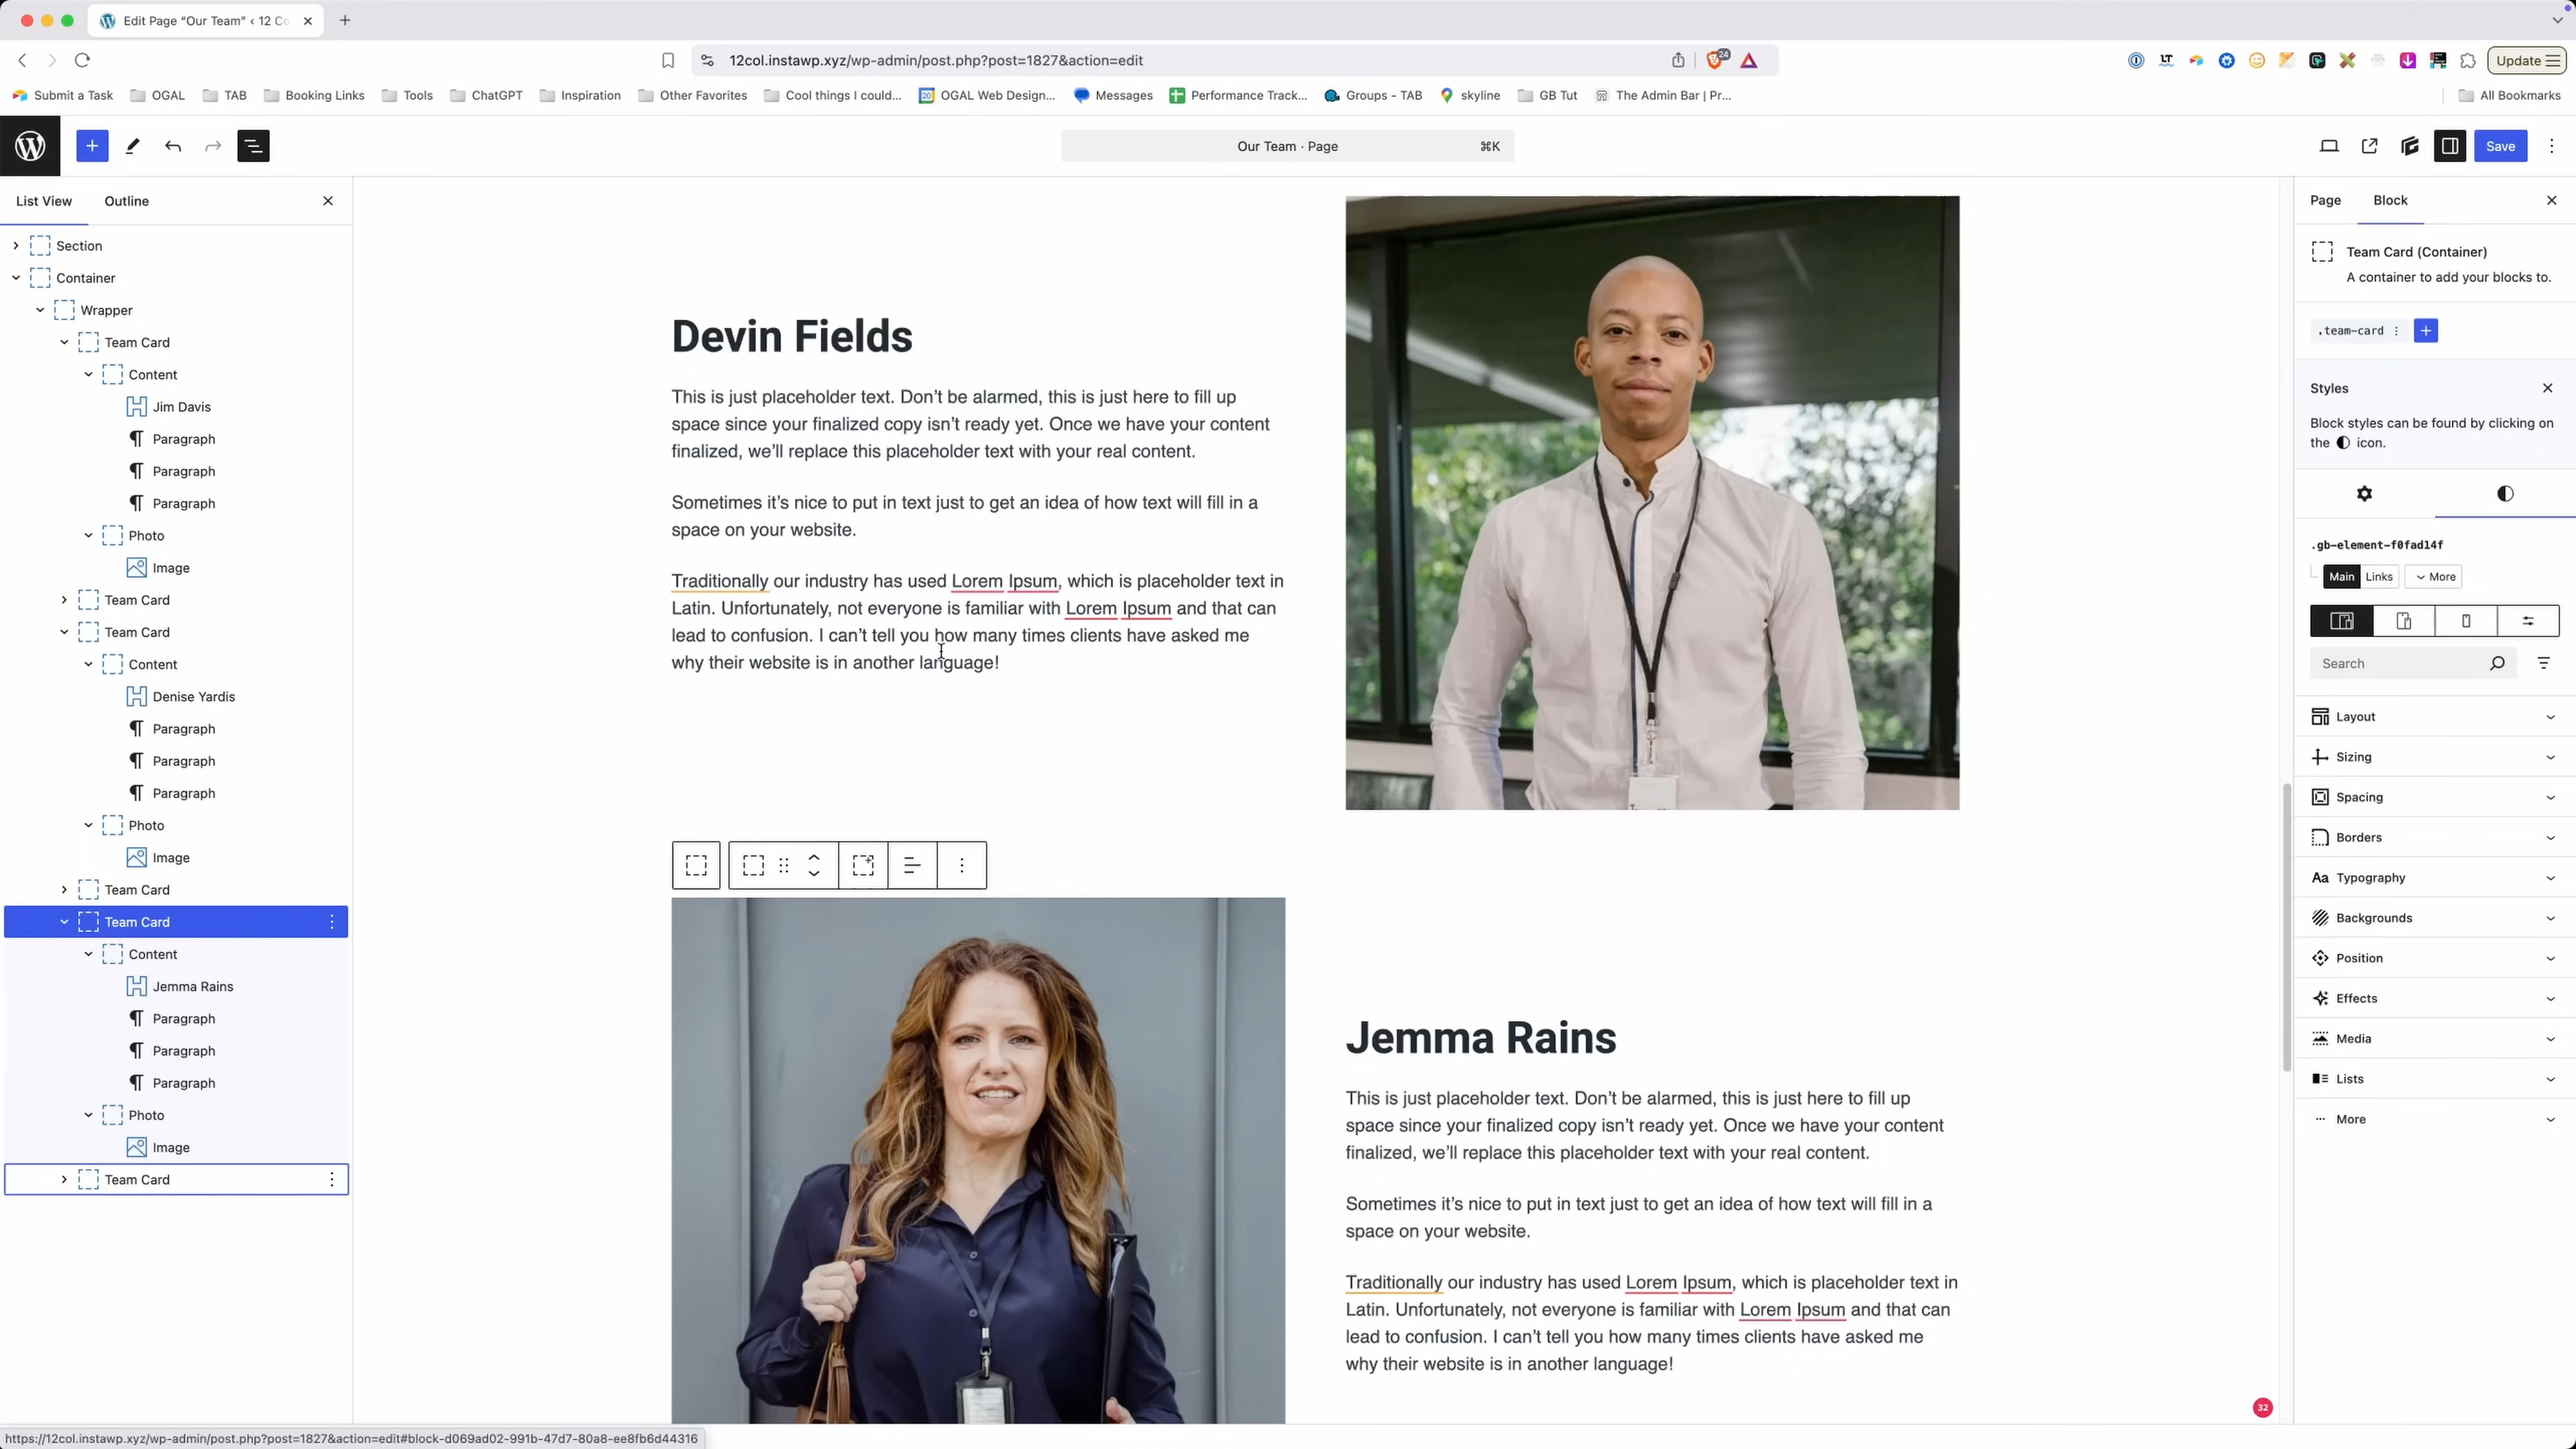 Edit Page “Our Team” ‹ 12 Co
12col.instawp.xyz/wp-admin/post.php?post=1827&action=edit
24
Update
Submit a Task
OGAL
TAB
Booking Links
Tools
ChatGPT
Inspiration
Other Favorites
Cool things I could...
OGAL Web Design...
Messages
Performance Track...
Groups - TAB
skyline
GB Tut
The Admin Bar | Pr...
All Bookmarks
Our Team · Page
⌘K
Save
List View
Outline
Section
Container
Wrapper
Team Card
Content
Jim Davis
Paragraph
Paragraph
Paragraph
Photo
Image
Team Card
Team Card
Content
Denise Yardis
Paragraph
Paragraph
Paragraph
Photo
Image
Team Card
Team Card
Content
Jemma Rains
Paragraph
Paragraph
Paragraph
Photo
Image
Team Card
Devin Fields
This is just placeholder text. Don’t be alarmed, this is just here to fill up
space since your finalized copy isn’t ready yet. Once we have your content
finalized, we’ll replace this placeholder text with your real content.
Sometimes it’s nice to put in text just to get an idea of how text will fill in a
space on your website.
Traditionally our industry has used Lorem Ipsum, which is placeholder text in
Latin. Unfortunately, not everyone is familiar with Lorem Ipsum and that can
lead to confusion. I can’t tell you how many times clients have asked me
why their website is in another language!
Jemma Rains
This is just placeholder text. Don’t be alarmed, this is just here to fill up
space since your finalized copy isn’t ready yet. Once we have your content
finalized, we’ll replace this placeholder text with your real content.
Sometimes it’s nice to put in text just to get an idea of how text will fill in a
space on your website.
Traditionally our industry has used Lorem Ipsum, which is placeholder text in
Latin. Unfortunately, not everyone is familiar with Lorem Ipsum and that can
lead to confusion. I can’t tell you how many times clients have asked me
why their website is in another language!
32
Page
Block
Team Card (Container)
A container to add your blocks to.
.team-card
Styles
Block styles can be found by clicking on
the icon.
.gb-element-f0fad14f
Main
Links
More
Search
Layout
Sizing
Spacing
Borders
Aa Typography
Backgrounds
Position
Effects
Media
Lists
More
https://12col.instawp.xyz/wp-admin/post.php?post=1827&action=edit#block-d069ad02-991b-47d7-80a8-ee8fb6d44316